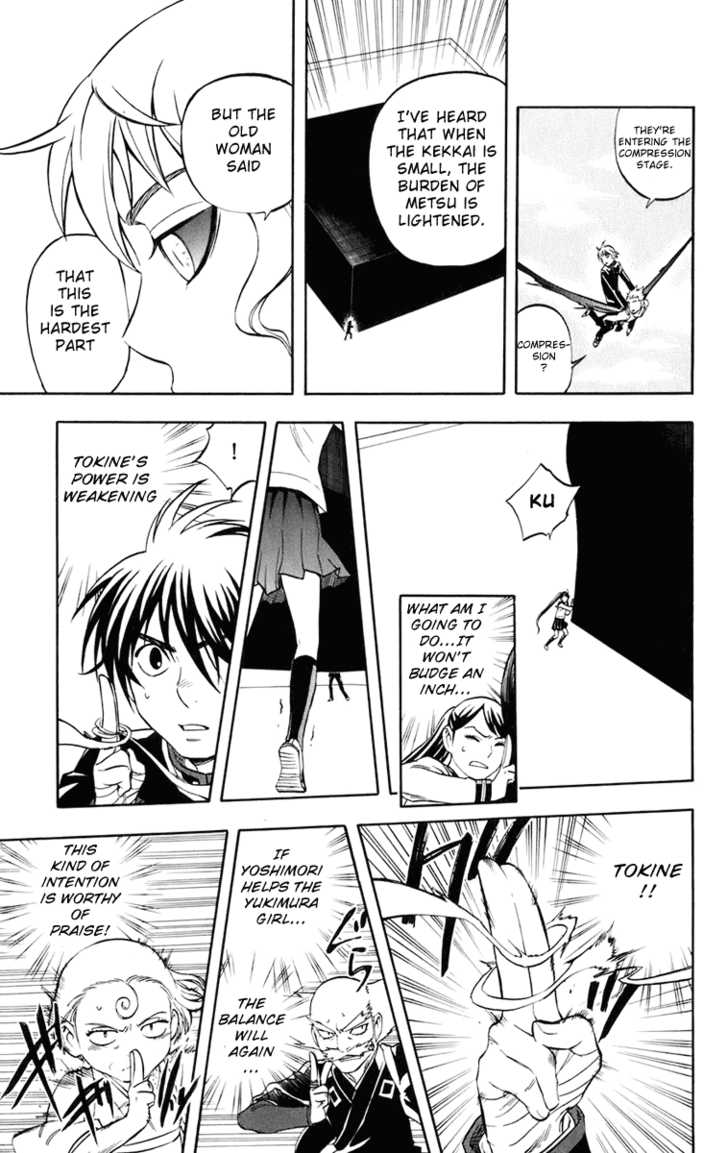 THEY'RE
ENTERING THE
COMPRESSION
STAGE.
COMPRES-
SION
?
I'VE HEARD
THAT WHEN
THE KEKKAI IS
SMALL, THE
BURDEN OF
METSU IS
LIGHTENED.
BUT THE
OLD
WOMAN
SAID
THAT
THIS
IS THE
HARDEST
PART
KU
WHAT AM I
GOING TO
DO...IT
WON'T
BUDGE AN
INCH...
!
TOKINE'S
POWER IS
WEAKENING
TOKINE
!!
IF
YOSHIMORI
HELPS THE
YUKIMURA
GIRL...
THE
BALANCE
WILL
AGAIN
...
THIS
KIND OF
INTENTION
IS WORTHY
OF
PRAISE!